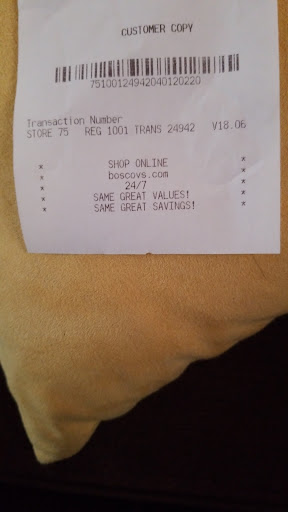 CUSTOMER COPY
75100124942040120220
Transaction Number
STORE 75 REG 1001 TRANS 24942 V18.06
* SHOP ONLINE *
* boscovs.com *
* 24/7 *
* SAME GREAT VALUES! *
* SAME GREAT SAVINGS! *